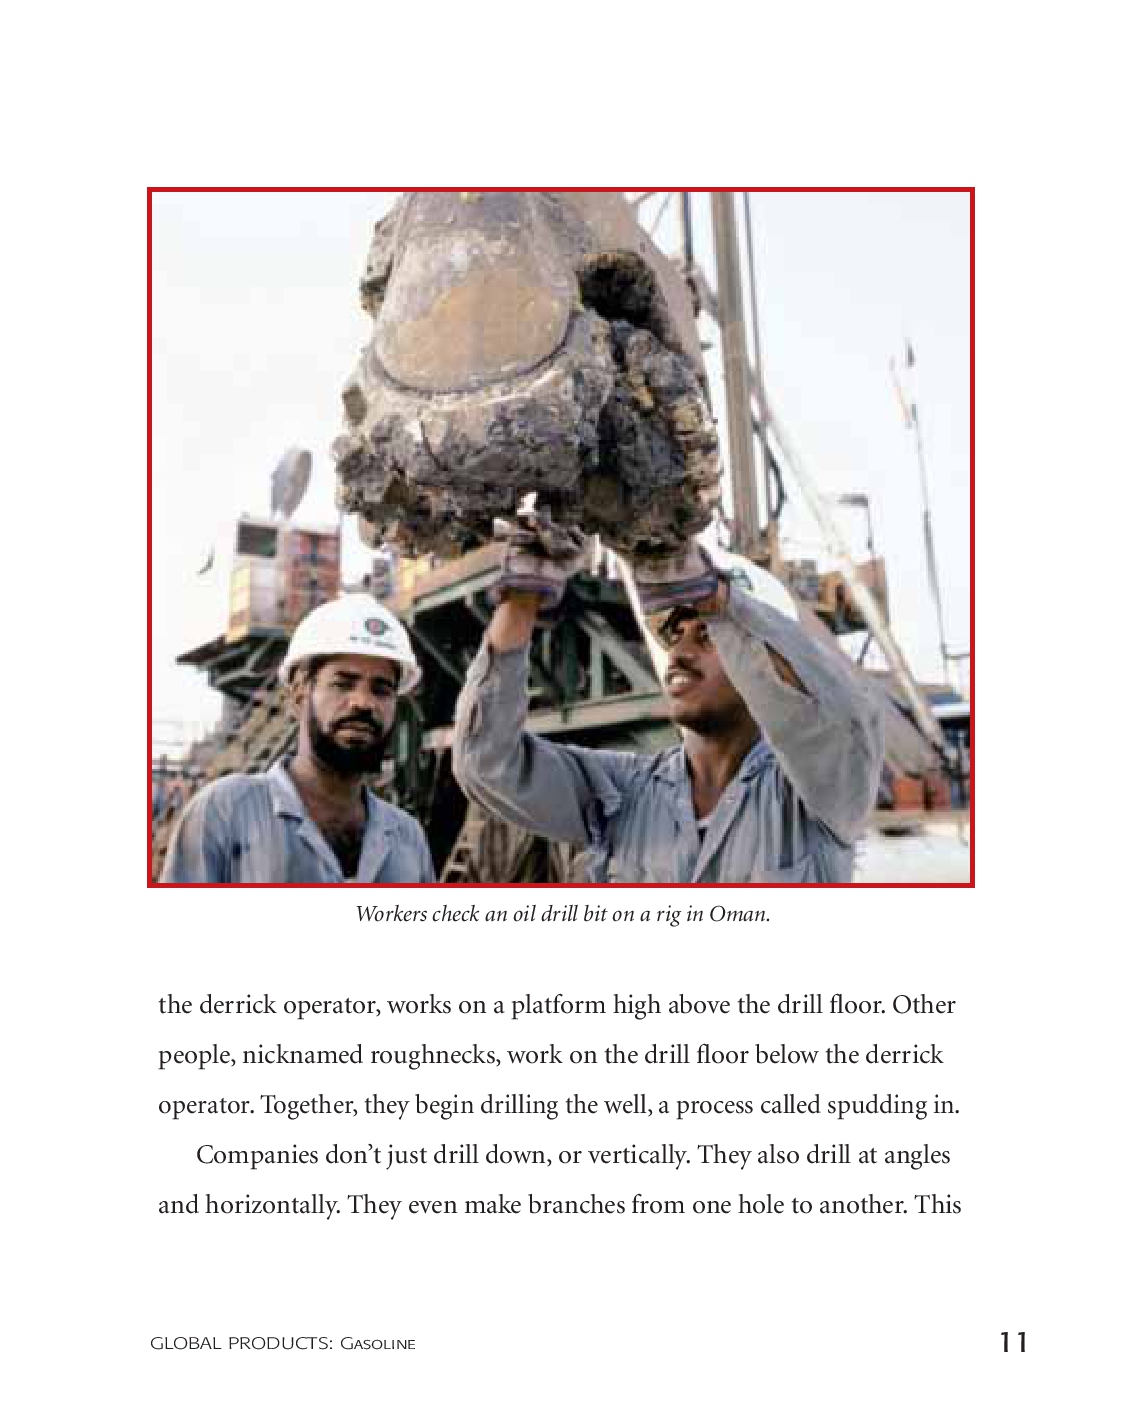 Workers check an oil drill bit on a rig in Oman.
the derrick operator, works on a platform high above the drill floor. Other
people, nicknamed roughnecks, work on the drill floor below the derrick
operator. Together, they begin drilling the well, a process called spudding in.
Companies don’t just drill down, or vertically. They also drill at angles
and horizontally. They even make branches from one hole to another. This
GLOBAL PRODUCTS: Gasoline
11